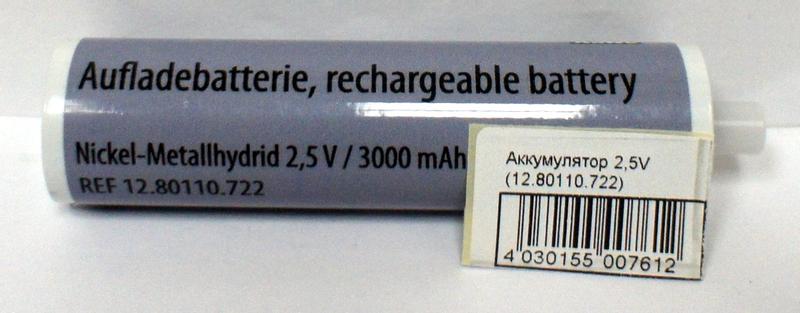 Aufladebatterie, rechargeable battery
Nickel-Metallhydrid 2,5 V / 3000 mAh
REF 12.80110.722
Аккумулятор 2,5V
(12.80110.722)
4 030155 007612